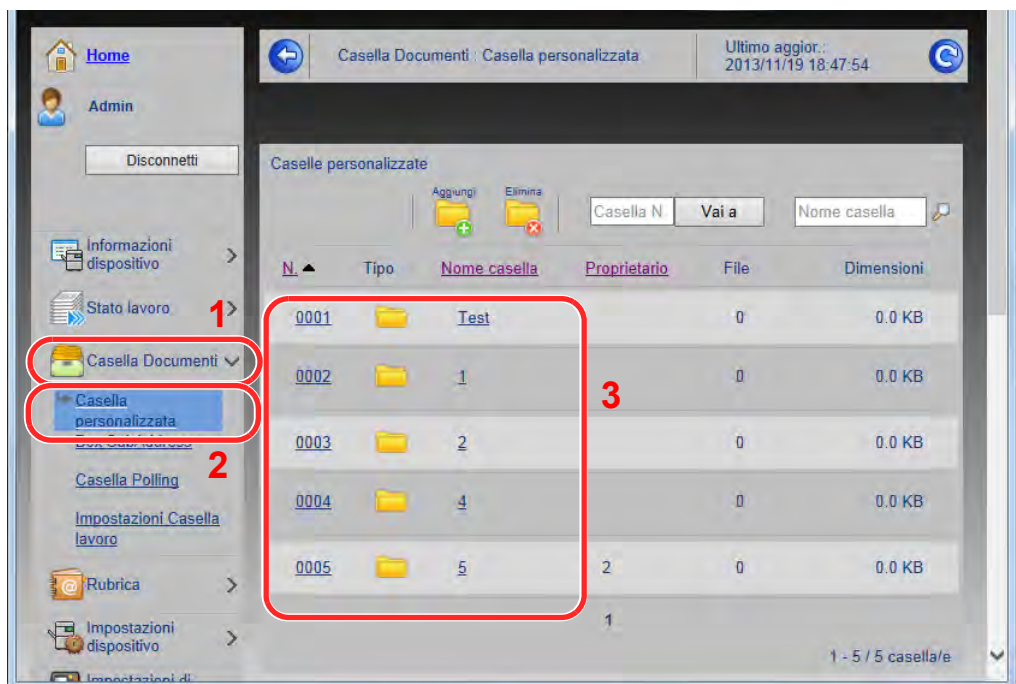 Home
Casella Documenti : Casella personalizzata
Ultimo aggior.:
2013/11/19 18:47:54
Admin
Disconnetti
Caselle personalizzate
Aggiungi
Elimina
Casella N
Vai a
Nome casella
Informazioni
dispositivo
N.
Tipo
Nome casella
Proprietario
File
Dimensioni
Stato lavoro
1
0001 Test 0 0.0 KB
Casella Documenti
0002 1 0 0.0 KB
3
Casella
personalizzata
2
0003 2 0 0.0 KB
Casella Polling
0004 4 0 0.0 KB
Impostazioni Casella
lavoro
0005 5 2 0 0.0 KB
Rubrica
1
Impostazioni
dispositivo
1 - 5 / 5 casella/e
Impostazioni di